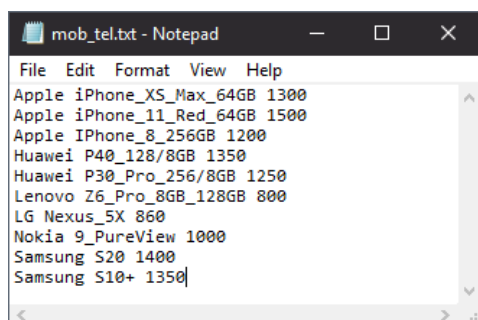 mob_tel.txt - Notepad
File Edit Format View Help
Apple iPhone_XS_Max_64GB 1300
Apple iPhone_11_Red_64GB 1500
Apple IPhone_8_256GB 1200
Huawei P40_128/8GB 1350
Huawei P30_Pro_256/8GB 1250
Lenovo Z6_Pro_8GB_128GB 800
LG Nexus_5X 860
Nokia 9_PureView 1000
Samsung S20 1400
Samsung S10+ 1350